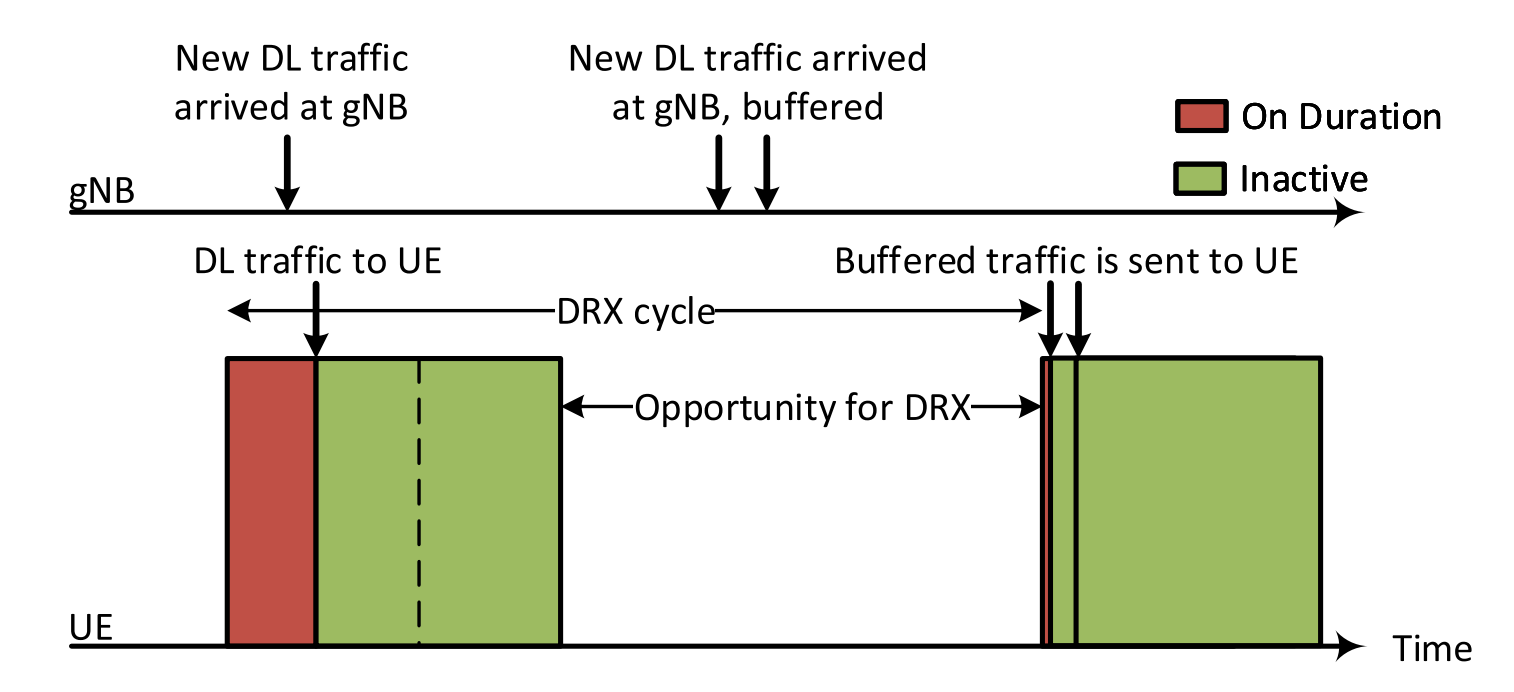 New DL traffic
arrived at gNB
New DL traffic arrived
at gNB, buffered
On Duration
Inactive
gNB
DL traffic to UE
Buffered traffic is sent to UE
DRX cycle
Opportunity for DRX
UE
Time